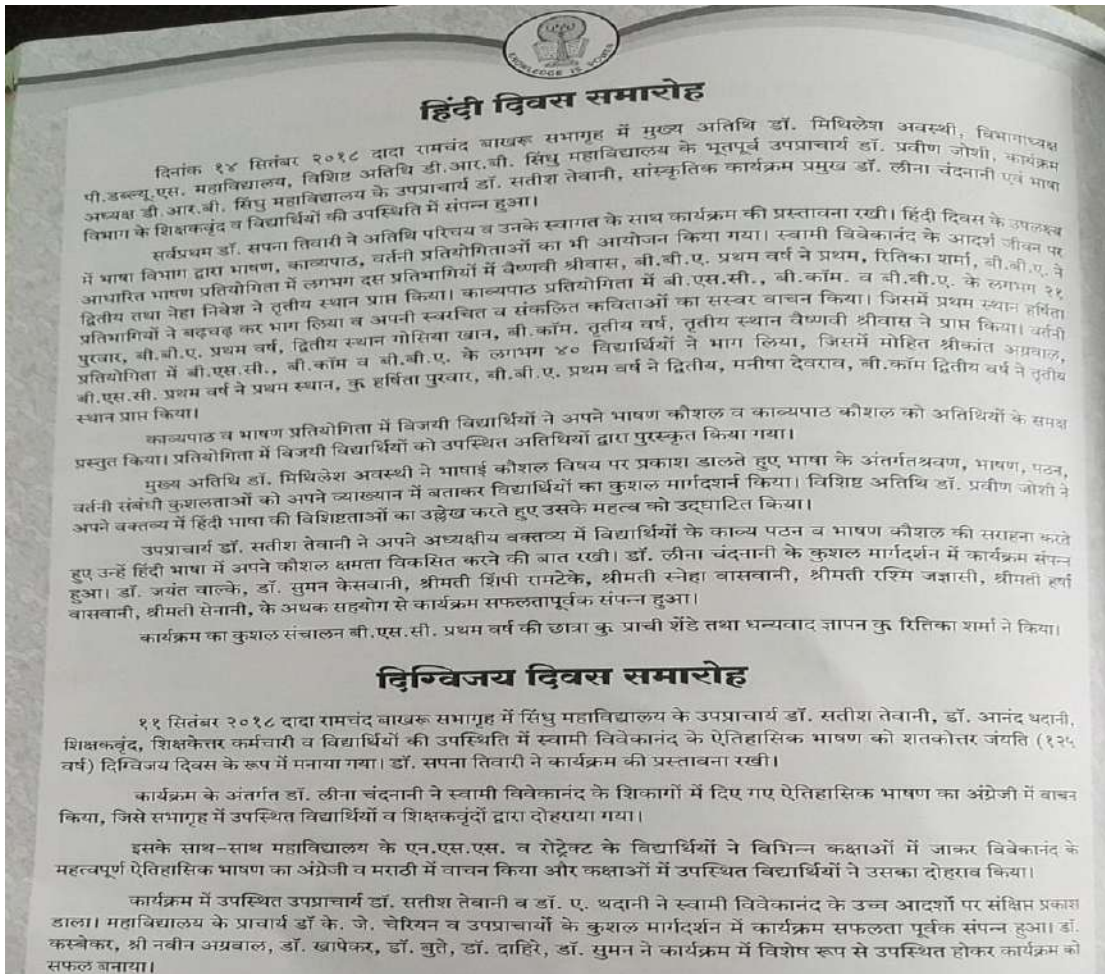 KNOWLEDGE IS POWER
हिंदी दिवस समारोह
दिनांक १४ सितंबर २०१८ दादा रामचंद बाखरू सभागृह में मुख्य अतिथि डॉ. मिथिलेश अवस्थी, विभागाध्यक्ष
पी.डब्ल्यू.एस. महाविद्यालय, विशिष्ट अतिथि डी.आर.बी. सिंधु महाविद्यालय के भूतपूर्व उपप्राचार्य डॉ. प्रवीण जोशी, कार्यक्रम
अध्यक्ष डी.आर.बी. सिंधु महाविद्यालय के उपप्राचार्य डॉ. सतीश तेवानी, सांस्कृतिक कार्यक्रम प्रमुख डॉ. लीना चंदनानी एवं भाषा
विभाग के शिक्षकवृंद व विद्यार्थियों की उपस्थिति में संपन्न हुआ।
सर्वप्रथम डॉ. सपना तिवारी ने अतिथि परिचय व उनके स्वागत के साथ कार्यक्रम की प्रस्तावना रखी। हिंदी दिवस के उपलक्ष्य
में भाषा विभाग द्वारा भाषण, काव्यपाठ, वर्तनी प्रतियोगिताओं का भी आयोजन किया गया। स्वामी विवेकानंद के आदर्श जीवन पर
आधारित भाषण प्रतियोगिता में लगभग दस प्रतिभागियों में वैष्णवी श्रीवास, बी.बी.ए. प्रथम वर्ष ने प्रथम, रितिका शर्मा, बी.बी.ए. ने
द्वितीय तथा नेहा निबेश ने तृतीय स्थान प्राप्त किया। काव्यपाठ प्रतियोगिता में बी.एस.सी., बी.कॉम. व बी.बी.ए. के लगभग २१
प्रतिभागियों ने बढ़चढ़ कर भाग लिया व अपनी स्वरचित व संकलित कविताओं का सस्वर वाचन किया। जिसमें प्रथम स्थान हर्षिता
पुरवार, बी.बी.ए. प्रथम वर्ष, द्वितीय स्थान गोसिया खान, बी.कॉम. तृतीय वर्ष, तृतीय स्थान वैष्णवी श्रीवास ने प्राप्त किया। वर्तनी
प्रतियोगिता में बी.एस.सी., बी.कॉम व बी.बी.ए. के लगभग ४० विद्यार्थियों ने भाग लिया, जिसमें मोहित श्रीकांत अग्रवाल,
बी.एस.सी. प्रथम वर्ष ने प्रथम स्थान, कु. हर्षिता पुरवार, बी.बी.ए. प्रथम वर्ष ने द्वितीय, मनीषा देवराव, बी.कॉम द्वितीय वर्ष ने तृतीय
स्थान प्राप्त किया।
काव्यपाठ व भाषण प्रतियोगिता में विजयी विद्यार्थियों ने अपने भाषण कौशल व काव्यपाठ कौशल को अतिथियों के समक्ष
प्रस्तुत किया। प्रतियोगिता में विजयी विद्यार्थियों को उपस्थित अतिथियों द्वारा पुरस्कृत किया गया।
मुख्य अतिथि डॉ. मिथिलेश अवस्थी ने भाषाई कौशल विषय पर प्रकाश डालते हुए भाषा के अंतर्गतश्रवण, भाषण, पठन,
वर्तनी संबंधी कुशलताओं को अपने व्याख्यान में बताकर विद्यार्थियों का कुशल मार्गदशर्न किया। विशिष्ट अतिथि डॉ. प्रवीण जोशी ने
अपने वक्तव्य में हिंदी भाषा की विशिष्टताओं का उल्लेख करते हुए उसके महत्व को उद्घाटित किया।
उपप्राचार्य डॉ. सतीश तेवानी ने अपने अध्यक्षीय वक्तव्य में विद्यार्थियों के काव्य पठन व भाषण कौशल की सराहना करते
हुए उन्हें हिंदी भाषा में अपने कौशल क्षमता विकसित करने की बात रखी। डॉ. लीना चंदनानी के कुशल मार्गदर्शन में कार्यक्रम संपन्न
हुआ। डॉ. जयंत वाल्के, डॉ. सुमन केसवानी, श्रीमती शिंपी रामटेके, श्रीमती स्नेहा वासवानी, श्रीमती रश्मि जज्ञासी, श्रीमती हर्षा
वासवानी, श्रीमती सेनानी, के अथक सहयोग से कार्यक्रम सफलतापूर्वक संपन्न हुआ।
कार्यक्रम का कुशल संचालन बी.एस.सी. प्रथम वर्ष की छात्रा कु. प्राची शेंडे तथा धन्यवाद ज्ञापन कु. रितिका शर्मा ने किया।
दिग्विजय दिवस समारोह
११ सितंबर २०१८ दादा रामचंद बाखरू सभागृह में सिंधु महाविद्यालय के उपप्राचार्य डॉ. सतीश तेवानी, डॉ. आनंद थदानी,
शिक्षकवृंद, शिक्षकेत्तर कर्मचारी व विद्यार्थियों की उपस्थिति में स्वामी विवेकानंद के ऐतिहासिक भाषण को शतकोत्तर जंयति (१२५
वर्ष) दिग्विजय दिवस के रूप में मनाया गया। डॉ. सपना तिवारी ने कार्यक्रम की प्रस्तावना रखी।
कार्यक्रम के अंतर्गत डॉ. लीना चंदनानी ने स्वामी विवेकानंद के शिकागों में दिए गए ऐतिहासिक भाषण का अंग्रेजी में वाचन
किया, जिसे सभागृह में उपस्थित विद्यार्थियों व शिक्षकवृंदों द्वारा दोहराया गया।
इसके साथ-साथ महाविद्यालय के एन.एस.एस. व रोट्रेक्ट के विद्यार्थियों ने विभिन्न कक्षाओं में जाकर विवेकानंद के
महत्वपूर्ण ऐतिहासिक भाषण का अंग्रेजी व मराठी में वाचन किया और कक्षाओं में उपस्थित विद्यार्थियों ने उसका दोहराव किया।
कार्यक्रम में उपस्थित उपप्राचार्य डॉ. सतीश तेवानी व डॉ. ए. थदानी ने स्वामी विवेकानंद के उच्च आदर्शो पर संक्षिप्त प्रकाश
डाला। महाविद्यालय के प्राचार्य डॉ के. जे. चेरियन व उपप्राचार्यो के कुशल मार्गदर्शन में कार्यक्रम सफलता पूर्वक संपन्न हुआ। डॉ.
कस्बेकर, श्री नवीन अग्रवाल, डॉ. खापेकर, डॉ. बुते, डॉ. दाहिरे, डॉ. सुमन ने कार्यक्रम में विशेष रूप से उपस्थित होकर कार्यक्रम को
सफल बनाया।